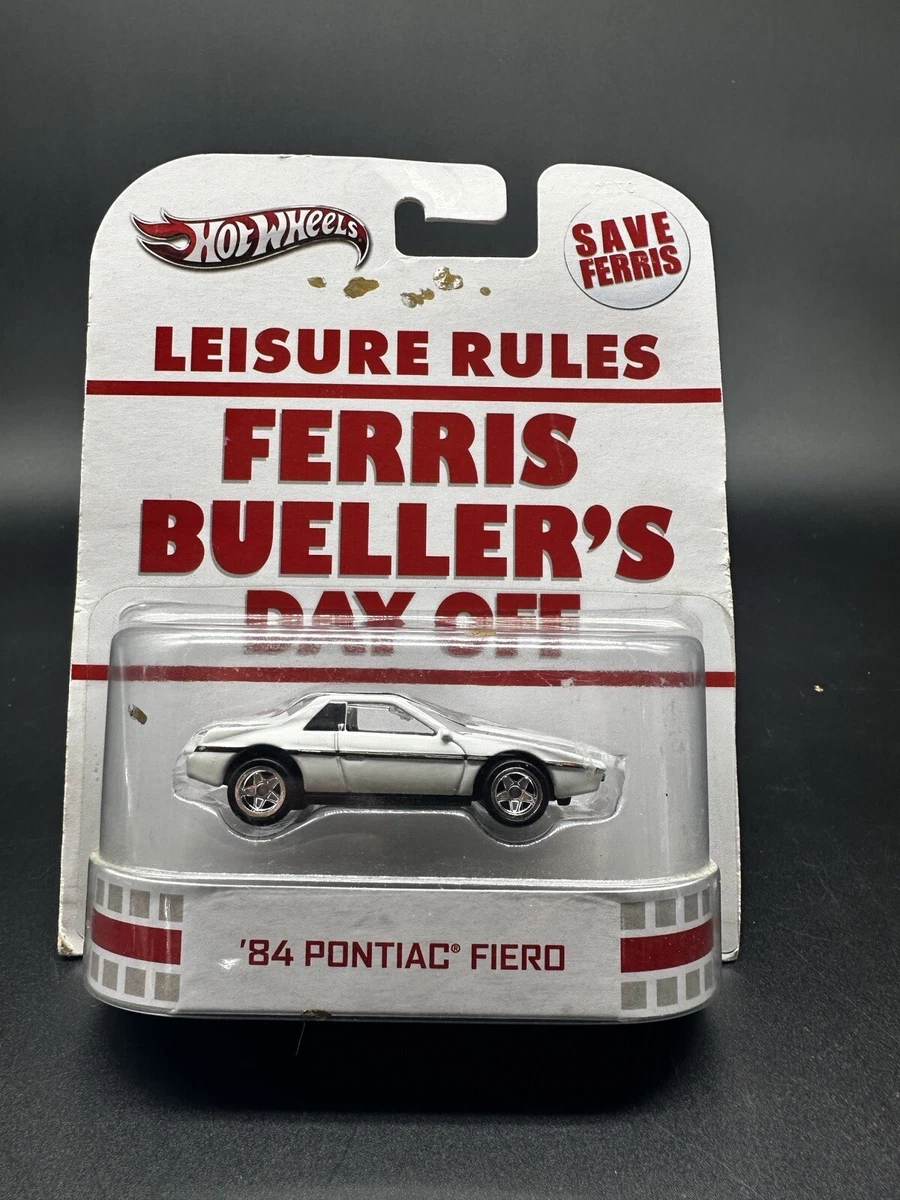 HOT WHEELS
SAVE
FERRIS
LEISURE RULES
FERRIS
BUELLER'S
DAY OFF
'84 PONTIAC® FIERO